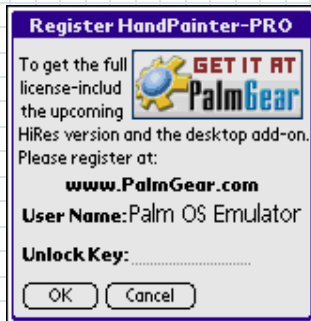 Register HandPainter-PRO
To get the full
license-includ
the upcoming
GET IT AT
PalmGear
HiRes version and the desktop add-on.
Please register at:
www.PalmGear.com
User Name: Palm OS Emulator
Unlock Key:
OK Cancel